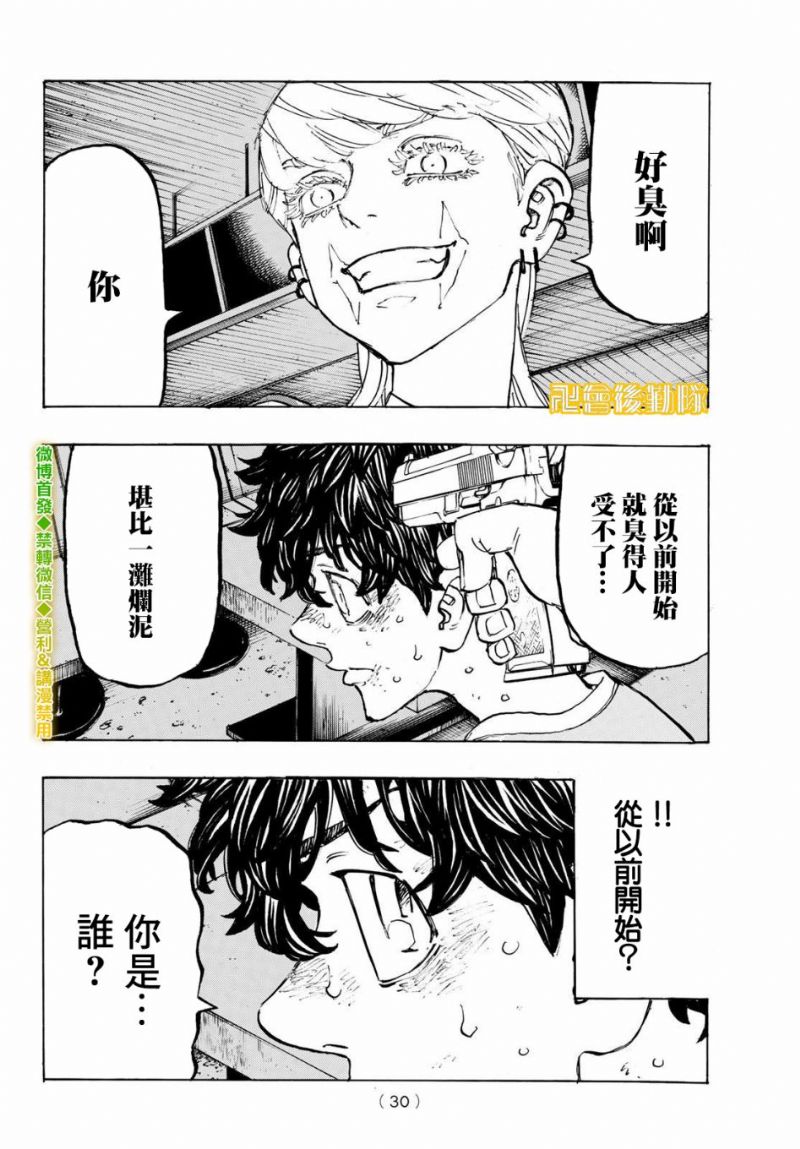 好臭啊
你
卍會後勤隊
從以前開始
就臭得人
受不了…
堪比一灘爛泥
微博首發◆禁轉微信◆營利&講漫禁用
!!
從以前開始？
你是…
誰？
（30）